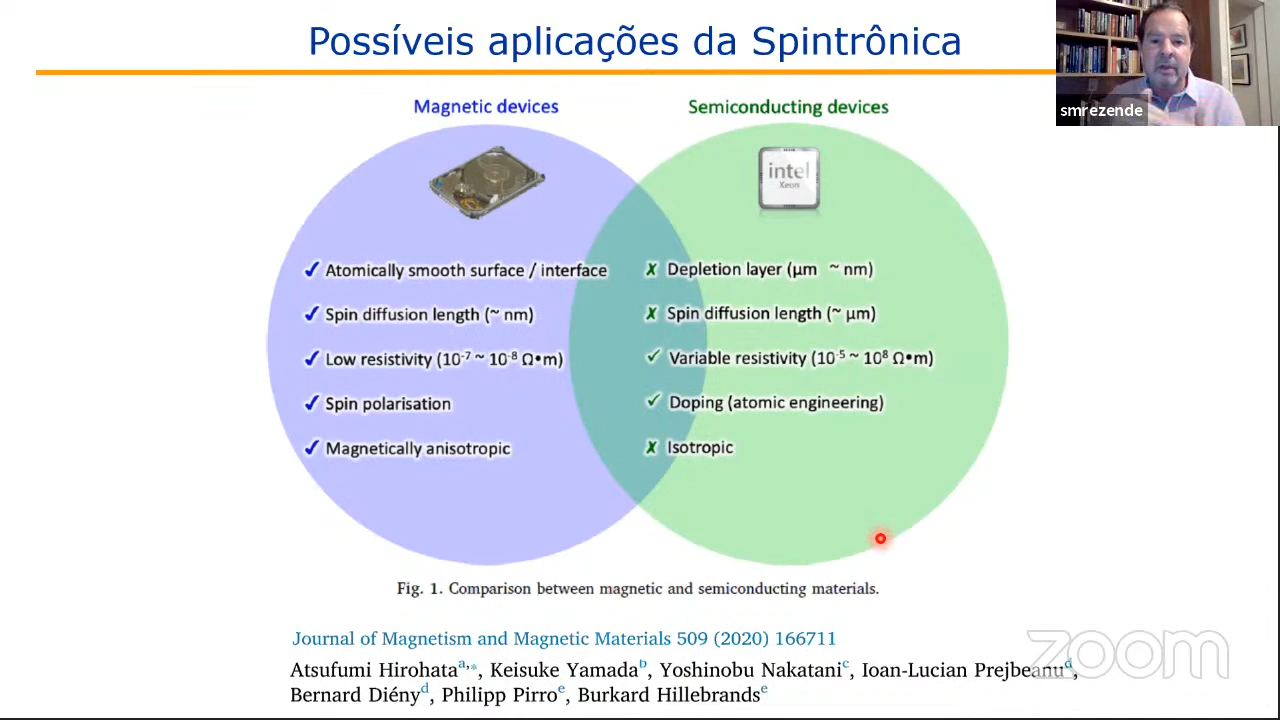 Possíveis aplicações da Spintrônica
smrezende
Magnetic devices
Semiconducting devices
intel
Xeon
✓ Atomically smooth surface / interface
✓ Spin diffusion length (~ nm)
✓ Low resistivity (10⁻⁷ ~ 10⁻⁸ Ω•m)
✓ Spin polarisation
✓ Magnetically anisotropic
✗ Depletion layer (µm ~ nm)
✗ Spin diffusion length (~ µm)
✓ Variable resistivity (10⁻⁵ ~ 10⁸ Ω•m)
✓ Doping (atomic engineering)
✗ Isotropic
Fig. 1. Comparison between magnetic and semiconducting materials.
Journal of Magnetism and Magnetic Materials 509 (2020) 166711
Atsufumi Hirohataᵃ,*, Keisuke Yamadaᵇ, Yoshinobu Nakataniᶜ, Ioan-Lucian Prejbeanuᵈ,
Bernard Diényᵈ, Philipp Pirroᵉ, Burkard Hillebrandsᵉ
zoom